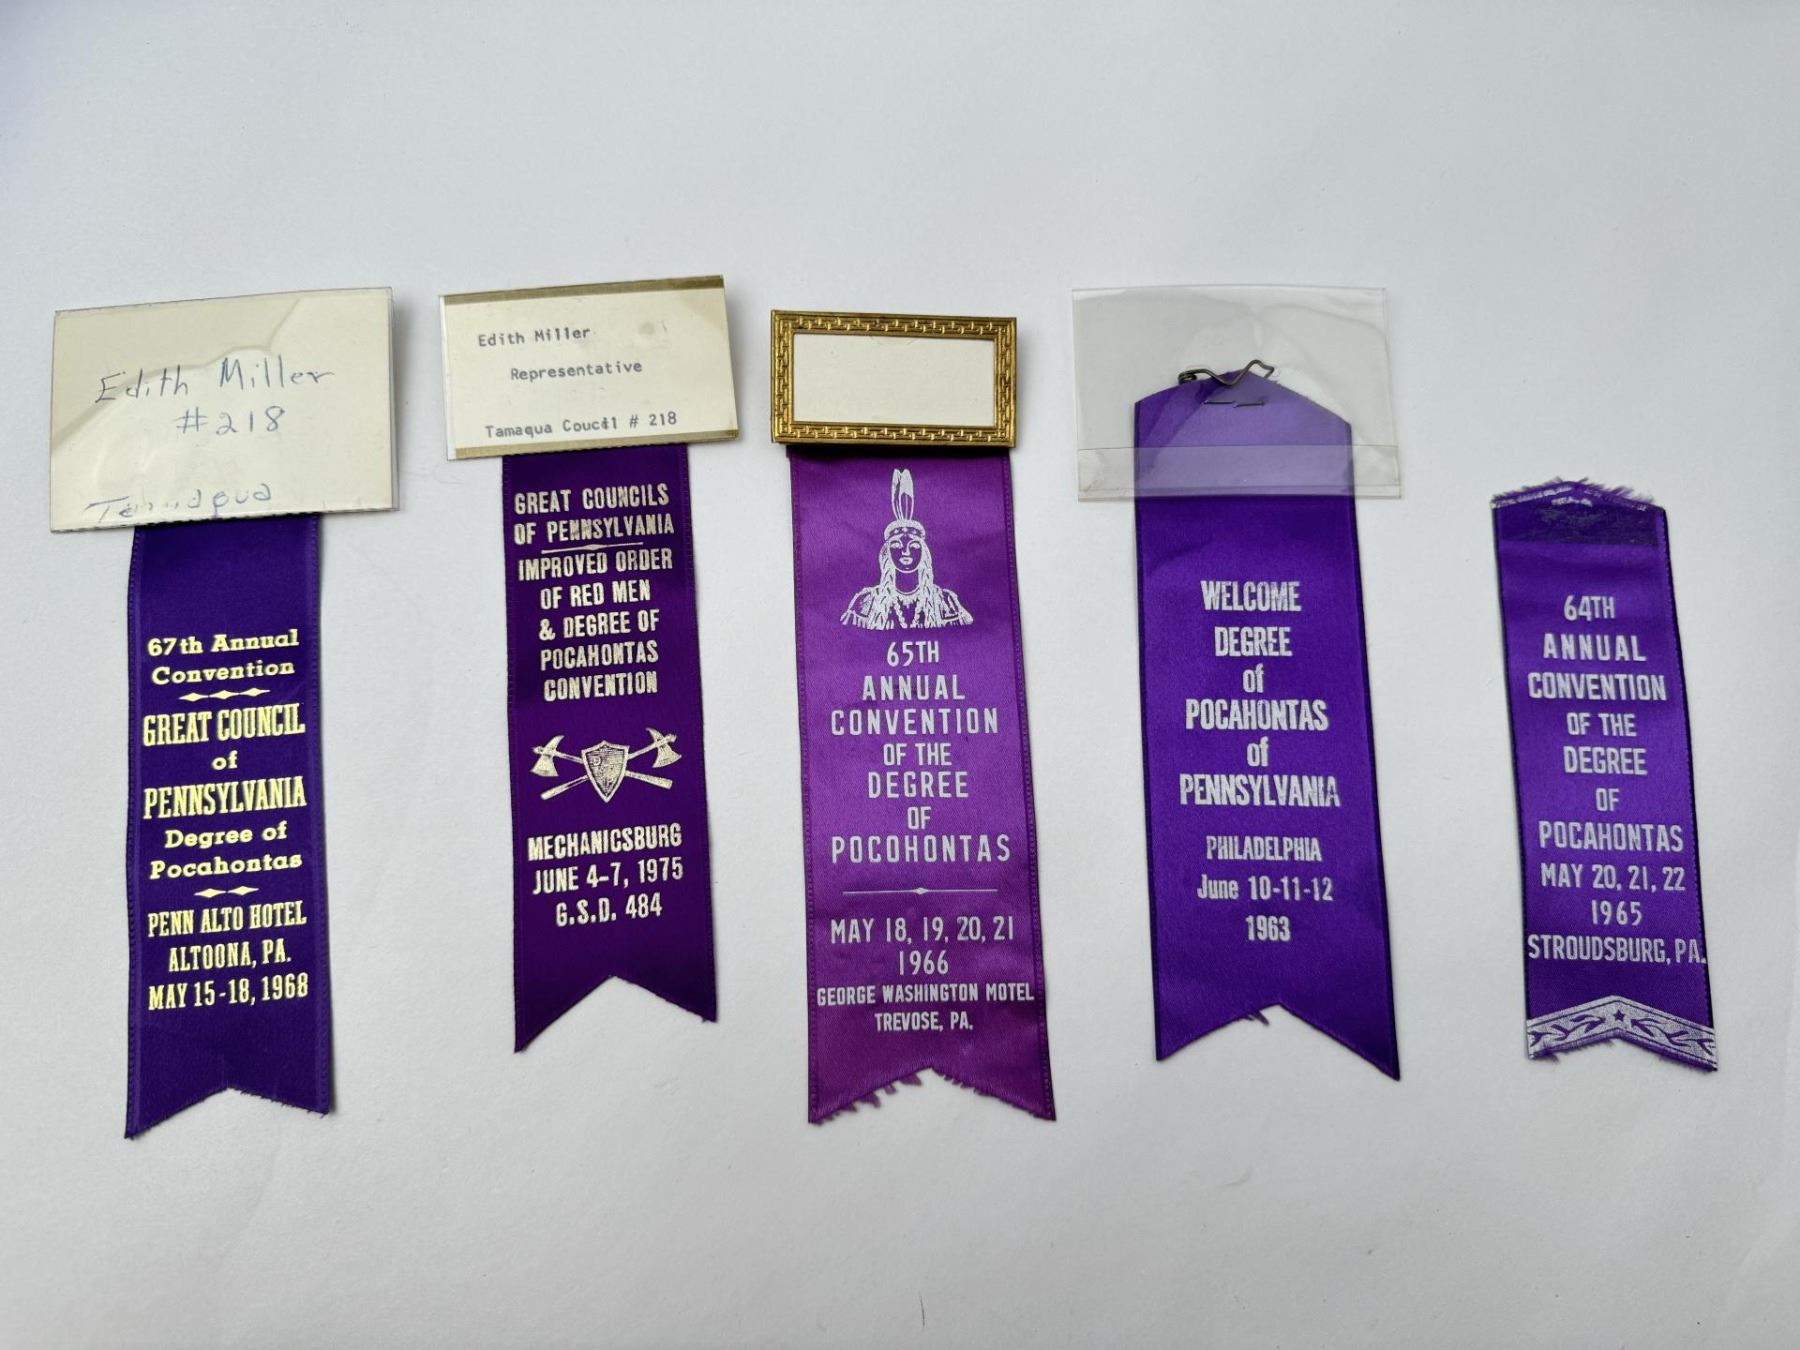 Edith Miller
#218
Tamaqua
67th Annual
Convention
GREAT COUNCIL
of
PENNSYLVANIA
Degree of
Pocahontas
PENN ALTO HOTEL
ALTOONA, PA.
MAY 15-18, 1968
Edith Miller
Representative
Tamaqua Coucil # 218
GREAT COUNCILS
OF PENNSYLVANIA
IMPROVED ORDER
OF RED MEN
& DEGREE OF
POCAHONTAS
CONVENTION
MECHANICSBURG
JUNE 4-7, 1975
G.S.D. 484
65TH
ANNUAL
CONVENTION
OF THE
DEGREE
OF
POCOHONTAS
MAY 18, 19, 20, 21
1966
GEORGE WASHINGTON MOTEL
TREVOSE, PA.
WELCOME
DEGREE
of
POCAHONTAS
of
PENNSYLVANIA
PHILADELPHIA
June 10-11-12
1963
64TH
ANNUAL
CONVENTION
OF THE
DEGREE
OF
POCAHONTAS
MAY 20, 21, 22
1965
STROUDSBURG, PA.